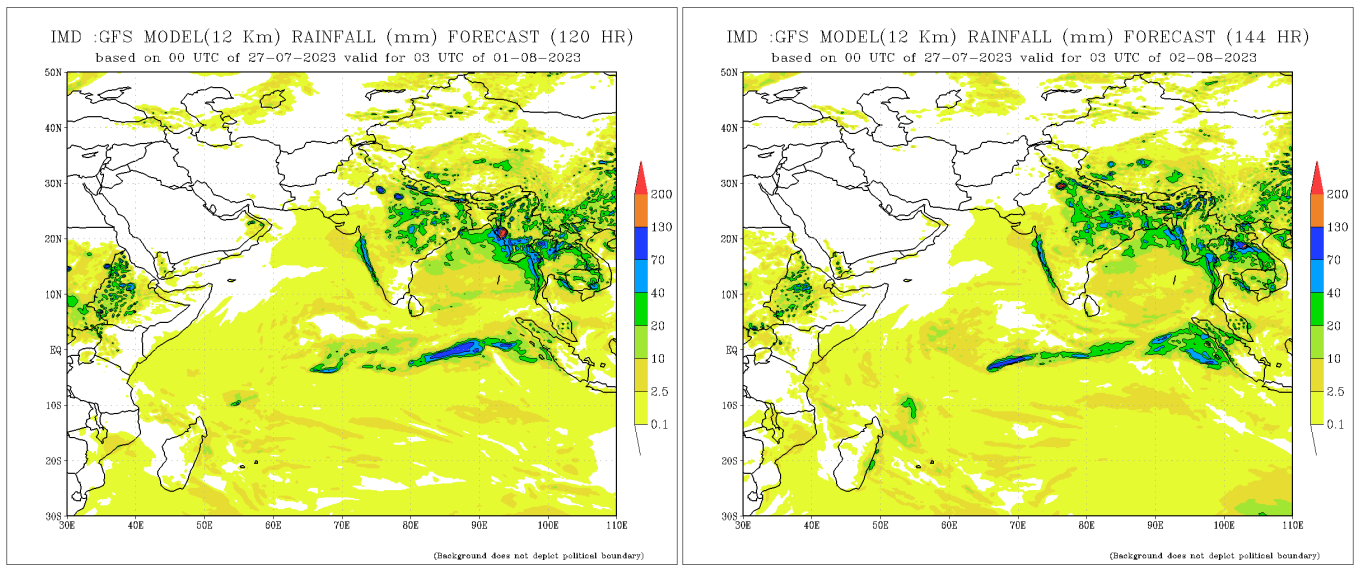 IMD :GFS MODEL(12 Km) RAINFALL (mm) FORECAST (120 HR)
based on 00 UTC of 27-07-2023 valid for 03 UTC of 01-08-2023
50N
40N
30N
20N
10N
EQ
10S
20S
30S
30E 40E 50E 60E 70E 80E 90E 100E 110E
200
130
70
40
20
10
2.5
0.1
(Background does not depict political boundary)
IMD :GFS MODEL(12 Km) RAINFALL (mm) FORECAST (144 HR)
based on 00 UTC of 27-07-2023 valid for 03 UTC of 02-08-2023
50N
40N
30N
20N
10N
EQ
10S
20S
30S
30E 40E 50E 60E 70E 80E 90E 100E 110E
200
130
70
40
20
10
2.5
0.1
(Background does not depict political boundary)